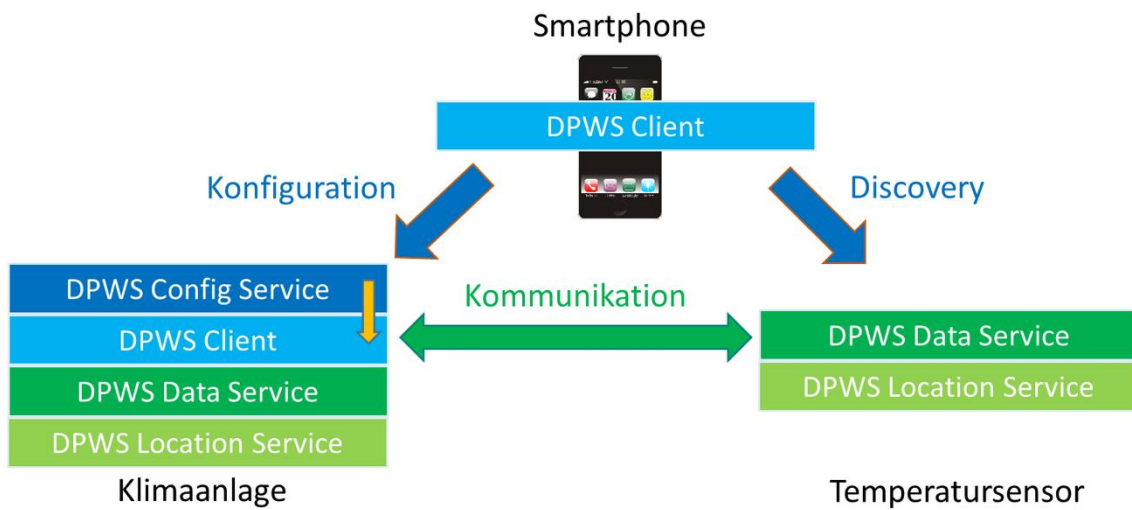 Smartphone
DPWS Client
Konfiguration
Discovery
DPWS Config Service
DPWS Client
DPWS Data Service
DPWS Location Service
Klimaanlage
Kommunikation
DPWS Data Service
DPWS Location Service
Temperatursensor